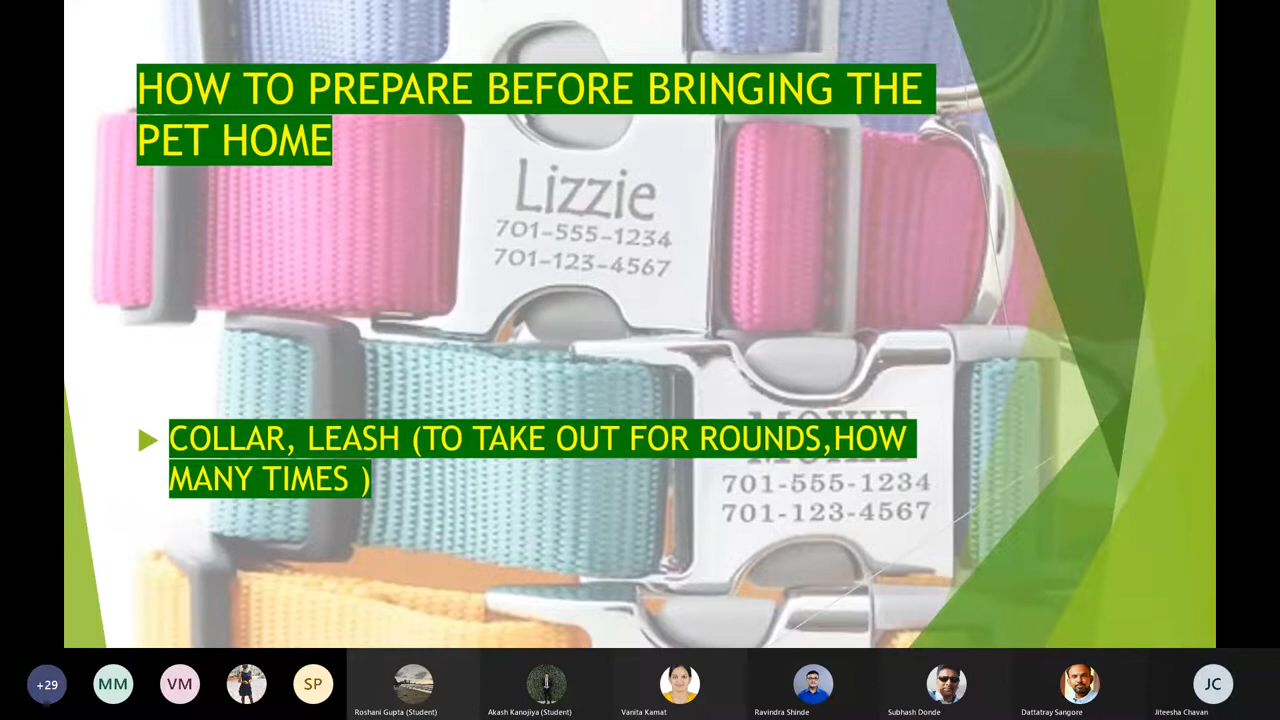 HOW TO PREPARE BEFORE BRINGING THE
PET HOME
Lizzie
701-555-1234
701-123-4567
COLLAR, LEASH (TO TAKE OUT FOR ROUNDS,HOW
MANY TIMES )
701-555-1234
701-123-4567
+29
MM
VM
SP
JC
Roshani Gupta (Student)
Akash Kanojiya (Student)
Vanita Kamat
Ravindra Shinde
Subhash Donde
Dattatray Sangore
Jiteesha Chavan